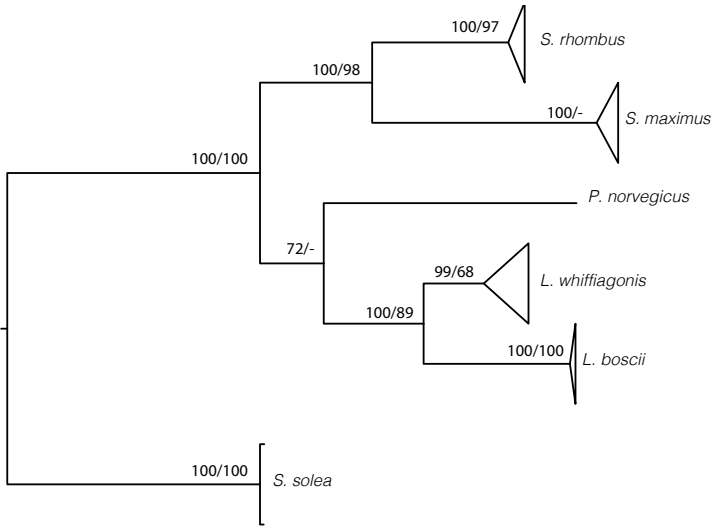 100/97
S. rhombus
100/98
100/-
S. maximus
100/100
P. norvegicus
72/-
99/68
L. whiffiagonis
100/89
100/100
L. boscii
100/100
S. solea